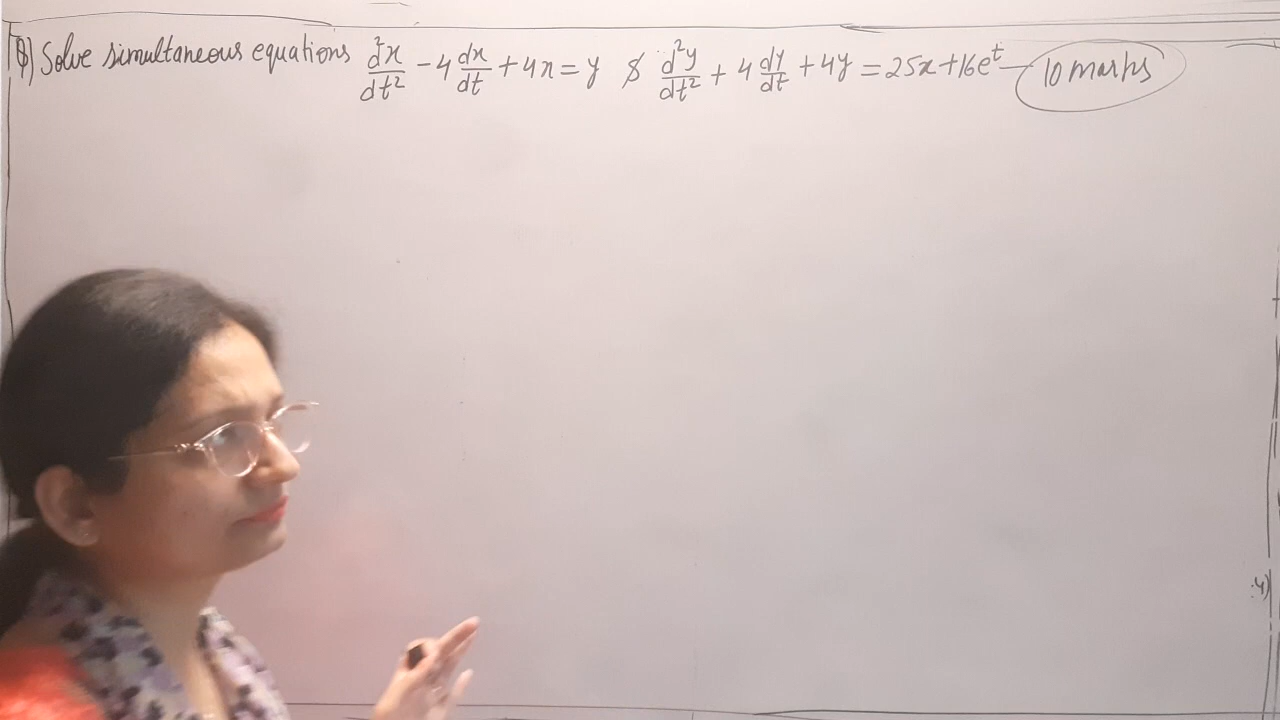 Q) Solve simultaneous equations d²x/dt² - 4 dx/dt + 4x = y & d²y/dt² + 4 dy/dt + 4y = 25x + 16e^t — 10 marks